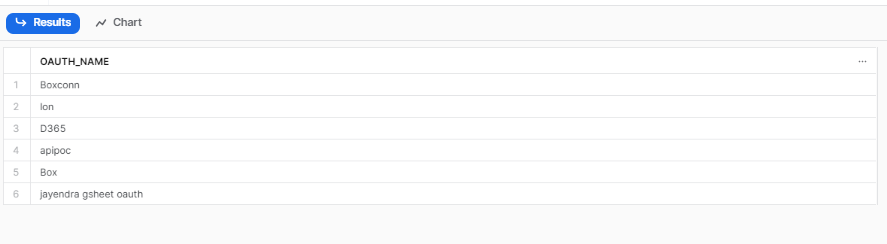 Results Chart
OAUTH_NAME ...
1 Boxconn
2 Ion
3 D365
4 apipoc
5 Box
6 jayendra gsheet oauth